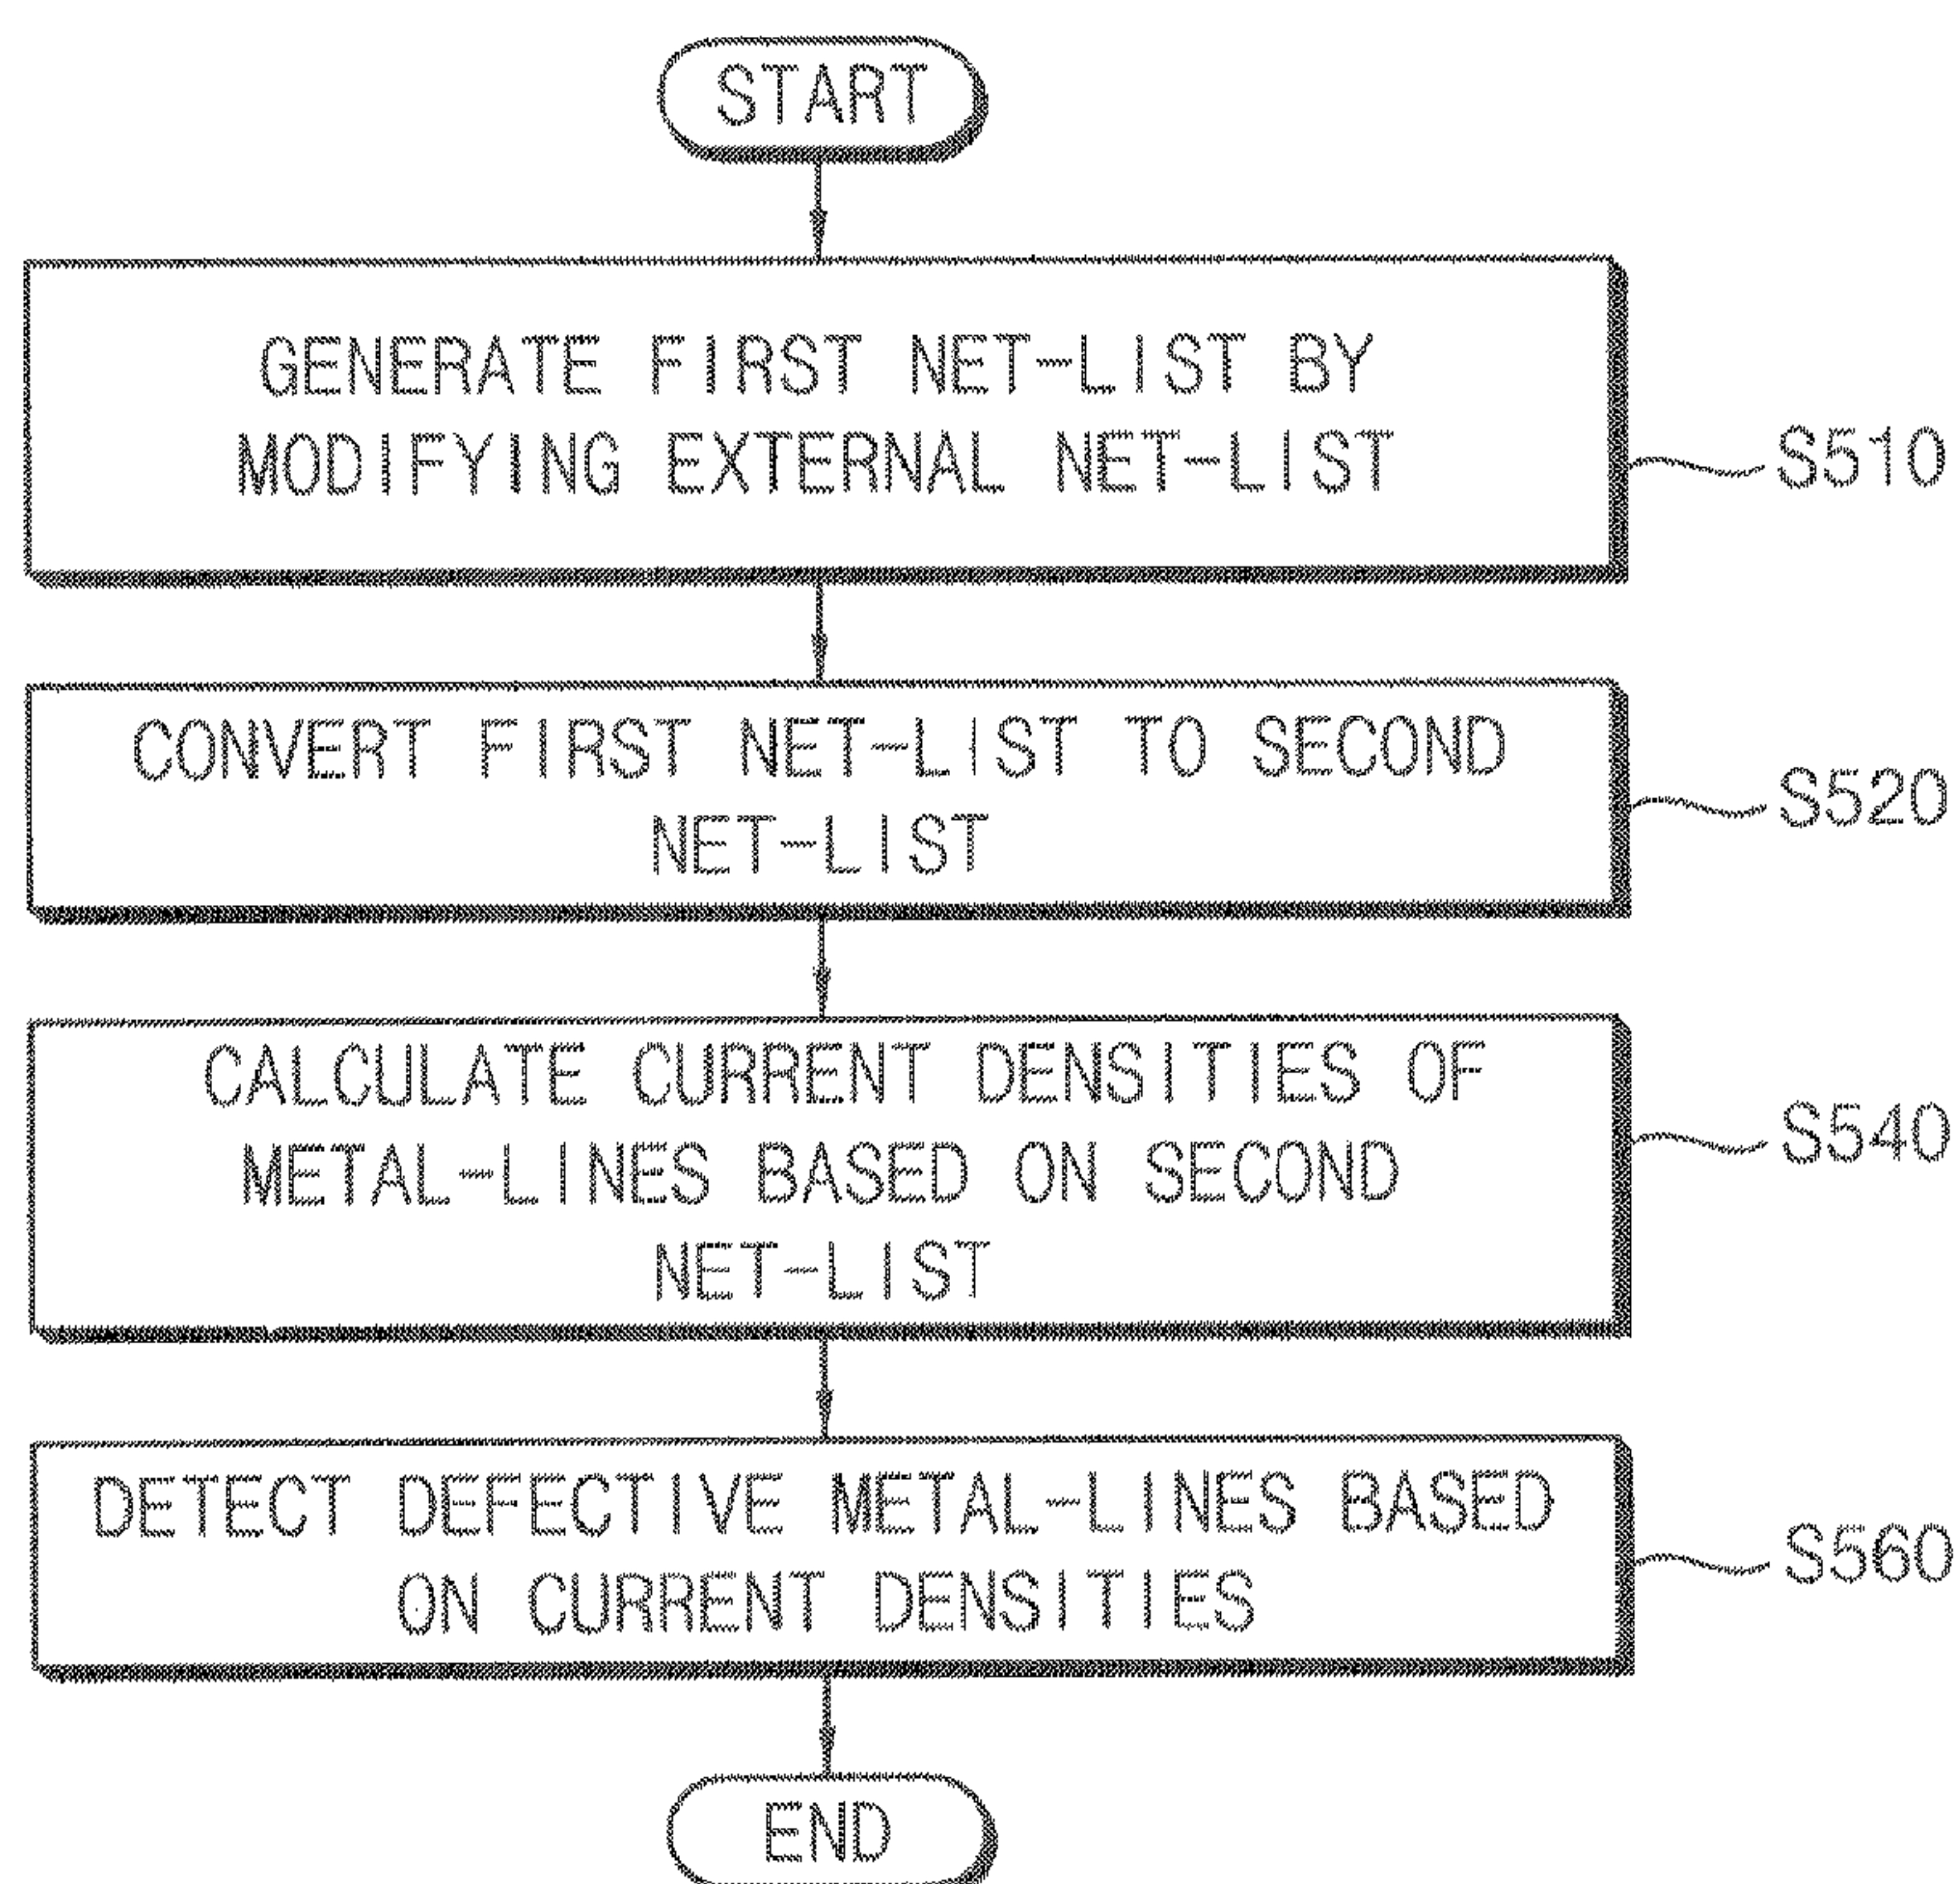 START
GENERATE FIRST NET-LIST BY
MODIFYING EXTERNAL NET-LIST
S510
CONVERT FIRST NET-LIST TO SECOND
NET-LIST
S520
CALCULATE CURRENT DENSITIES OF
METAL-LINES BASED ON SECOND
NET-LIST
S540
DETECT DEFECTIVE METAL-LINES BASED
ON CURRENT DENSITIES
S560
END